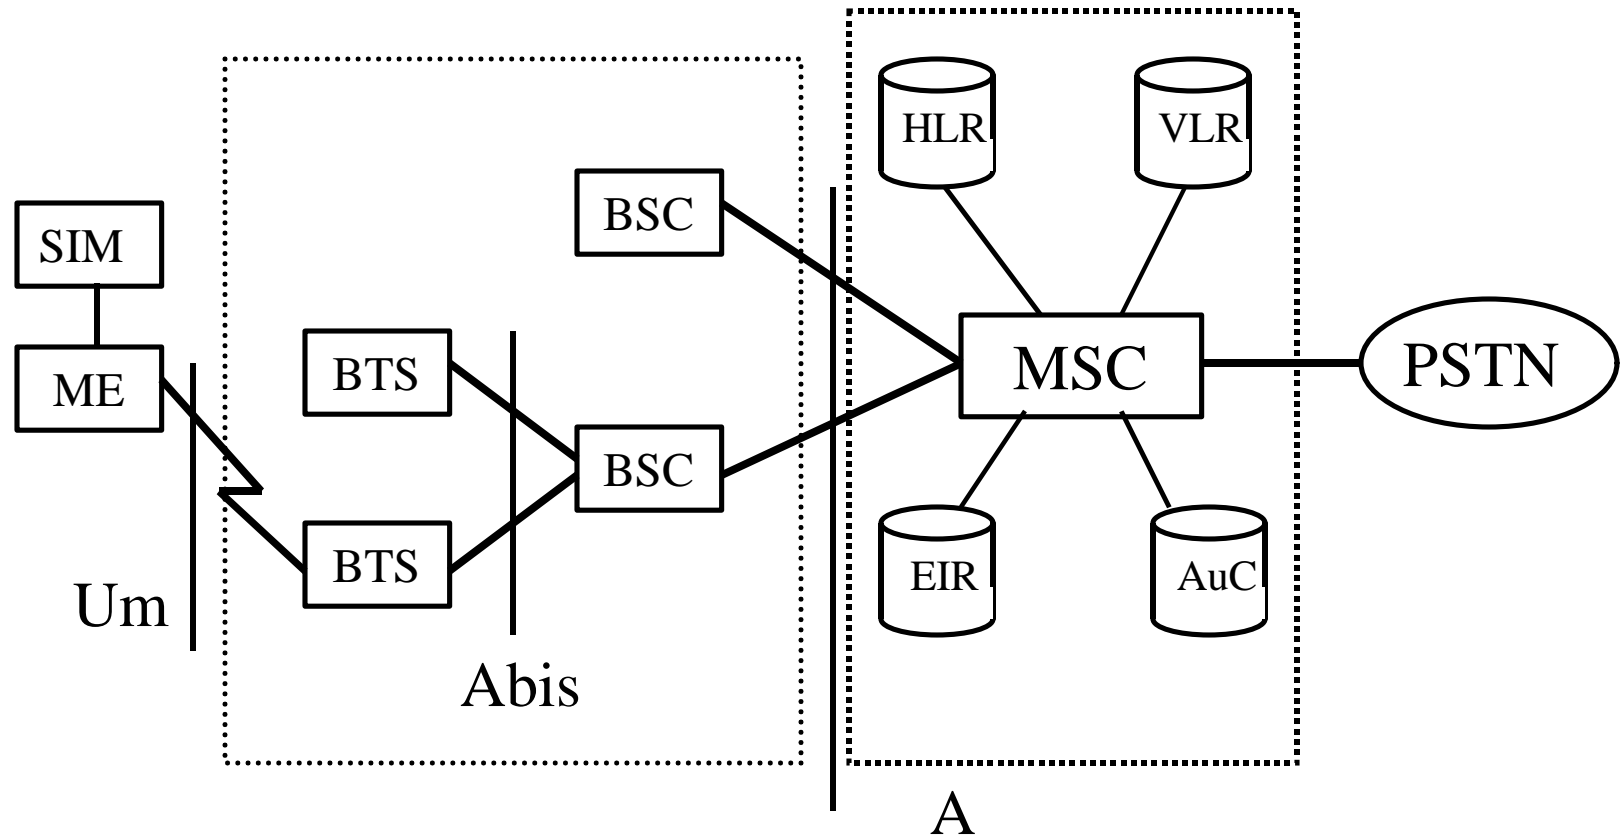 HLR
VLR
BSC
SIM
BTS
MSC
PSTN
ME
BSC
BTS
EIR
AuC
Um
Abis
A